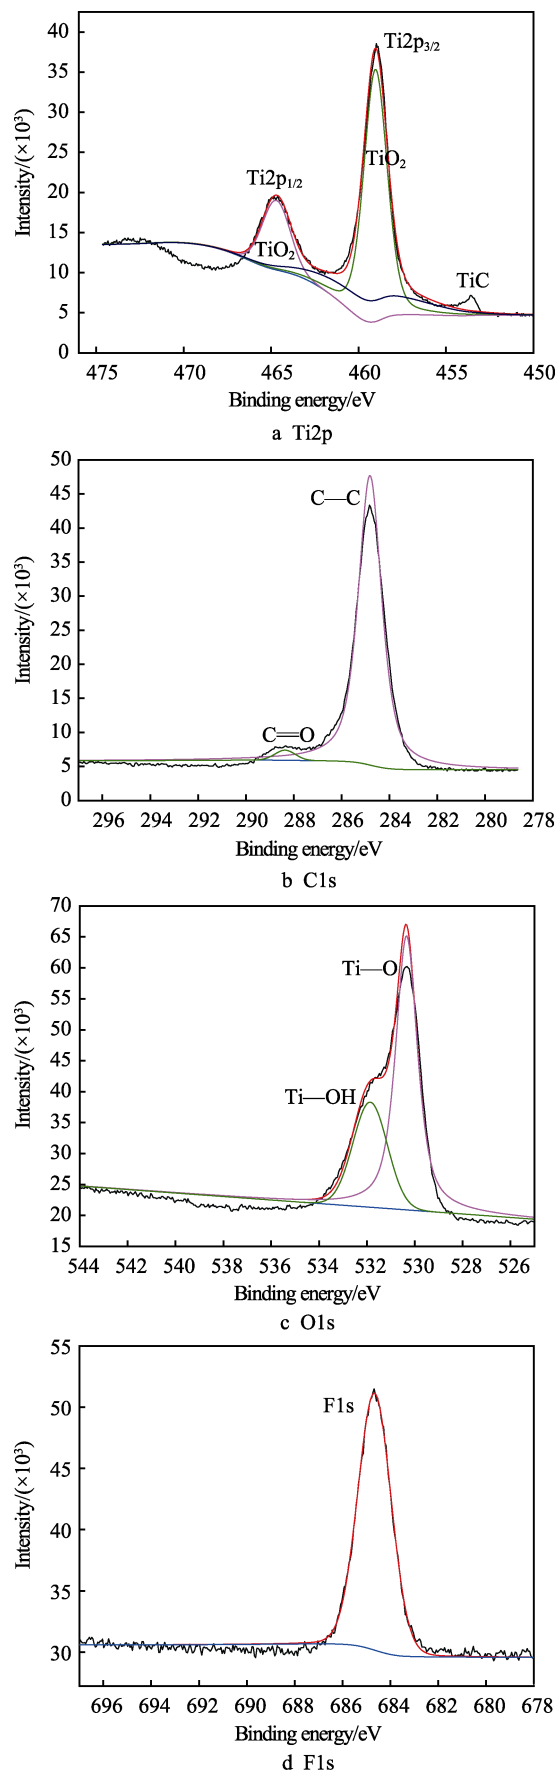 40
35
30
25
20
15
10
5
0
Intensity/(×10³)
Ti2p₃/₂
TiO₂
Ti2p₁/₂
TiO₂
TiC
475 470 465 460 455 450
Binding energy/eV
a Ti2p
50
45
40
35
30
25
20
15
10
5
0
Intensity/(×10³)
C—C
C=O
296 294 292 290 288 286 284 282 280 278
Binding energy/eV
b C1s
70
65
60
55
50
45
40
35
30
25
20
15
Intensity/(×10³)
Ti—O
Ti—OH
544 542 540 538 536 534 532 530 528 526
Binding energy/eV
c O1s
55
50
45
40
35
30
Intensity/(×10³)
F1s
696 694 692 690 688 686 684 682 680 678
Binding energy/eV
d F1s